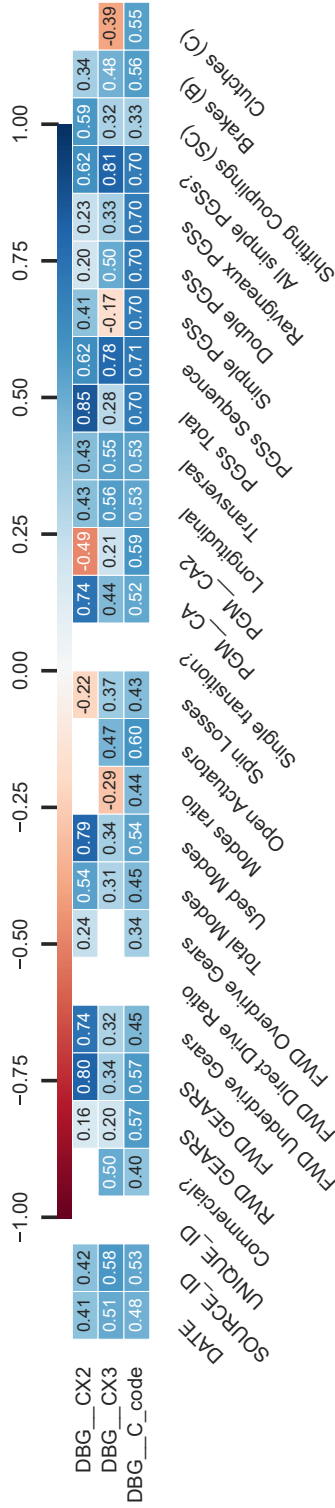 −1.00 −0.75 −0.50 −0.25 0.00 0.25 0.50 0.75 1.00
DBG__CX2 0.41 0.42 0.16 0.80 0.74 0.24 0.54 0.79 -0.22 0.74 -0.49 0.43 0.43 0.85 0.62 0.41 0.20 0.23 0.62 0.59 0.34
DBG__CX3 0.51 0.58 0.50 0.20 0.34 0.32 0.31 0.34 -0.29 0.47 0.37 0.44 0.21 0.56 0.55 0.28 0.78 -0.17 0.50 0.33 0.81 0.32 0.48 -0.39
DBG__C_code 0.48 0.53 0.40 0.57 0.57 0.45 0.34 0.45 0.54 0.44 0.60 0.43 0.52 0.59 0.53 0.53 0.70 0.71 0.70 0.70 0.70 0.70 0.33 0.56 0.55
DATE
SOURCE_ID
UNIQUE_ID
Commercial?
RWD GEARS
FWD GEARS
FWD Underdrive Gears
FWD Direct Drive Ratio
FWD Overdrive Gears
Total Modes
Used Modes
Modes ratio
Open Actuators
Spin Losses
Single transition?
PGM__CA
PGM__CA2
Longitudinal
Transversal
PGSs Total
PGSs Sequence
Simple PGSs
Double PGSs
Ravigneaux PGSs
All simple PGSs?
Shifting Couplings (SC)
Brakes (B)
Clutches (C)